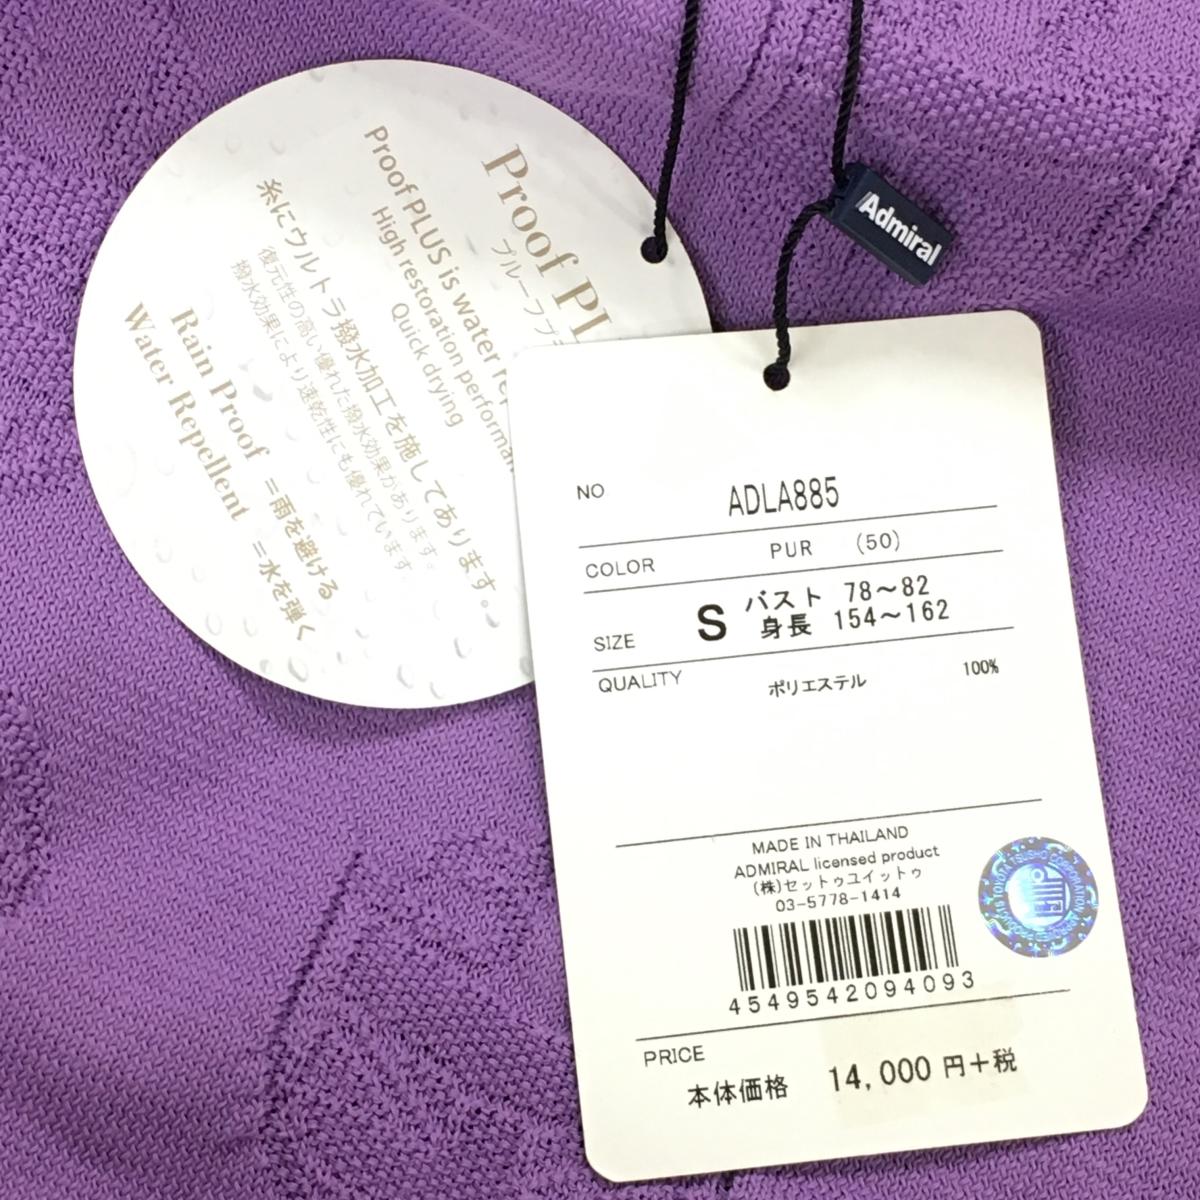 Proof PL
プルーフプ
Proof PLUS is water re
High restoration performan
Quick drying
糸にウルトラ撥水加工を施してあります。
復元性の高い優れた撥水効果があります。
撥水効果により速乾性にも優れています。
Rain Proof =雨を避ける
Water Repellent =水を弾く
Admiral
NO ADLA885
COLOR PUR (50)
SIZE S バスト 78〜82
身長 154〜162
QUALITY ポリエステル 100%
MADE IN THAILAND
ADMIRAL licensed product
(株)セットゥユイットゥ
03-5778-1414
4549542094093
PRICE
本体価格 14,000 円+税
TOYOTA TSUSHO CORPORATION